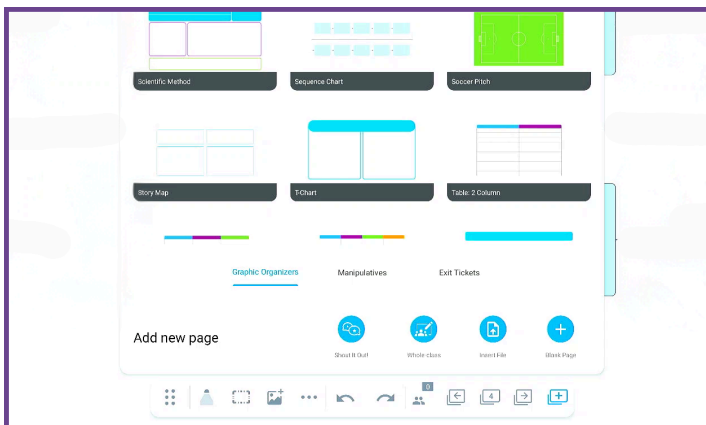 Scientific Method
Sequence Chart
Soccer Pitch
Story Map
T-Chart
Table: 2 Column
Graphic Organizers
Manipulatives
Exit Tickets
Add new page
Shout It Out!
Whole-class
Insert File
Blank Page
0
4